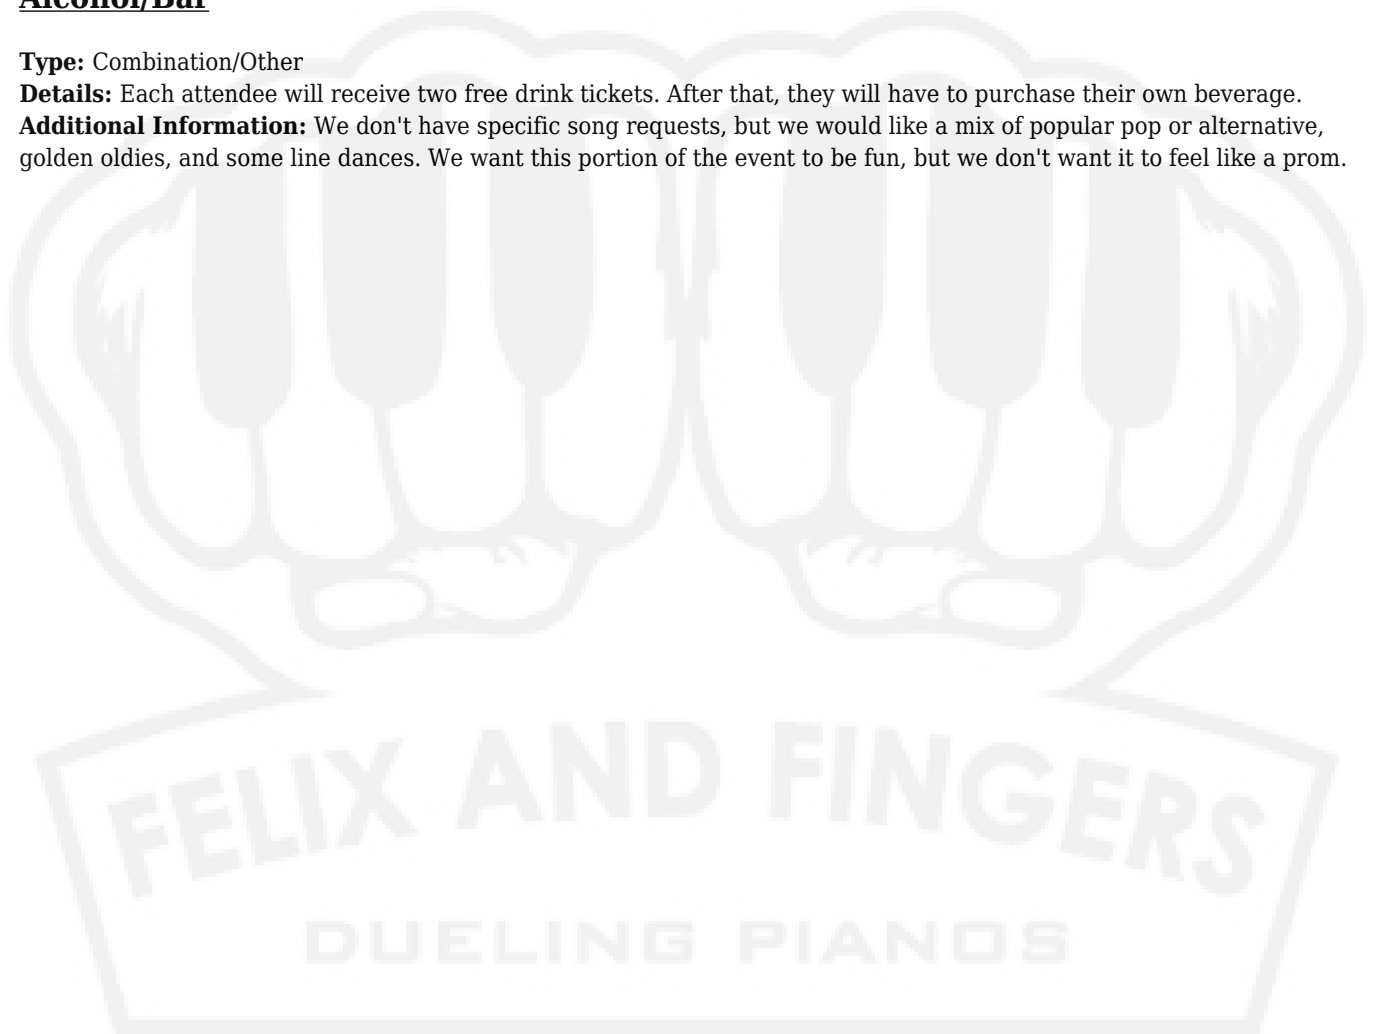 Alcohol/Bar
Type: Combination/Other
Details: Each attendee will receive two free drink tickets. After that, they will have to purchase their own beverage.
Additional Information: We don't have specific song requests, but we would like a mix of popular pop or alternative,
golden oldies, and some line dances. We want this portion of the event to be fun, but we don't want it to feel like a prom.
FELIX AND FINGERS
DUELING PIANOS